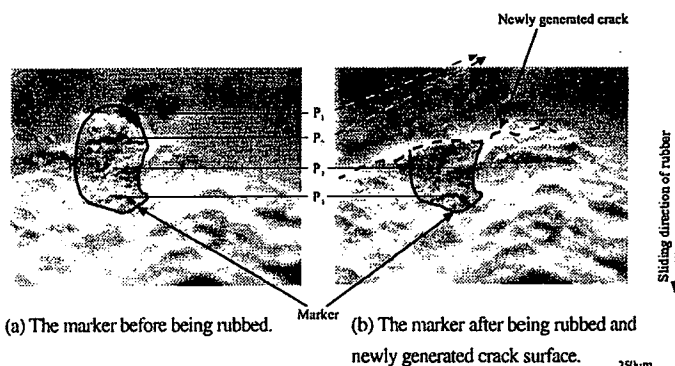 Newly generated crack
P₁
P₂
P₃
Sliding direction of rubber
Marker
(a) The marker before being rubbed.
(b) The marker after being rubbed and
newly generated crack surface.
250μm